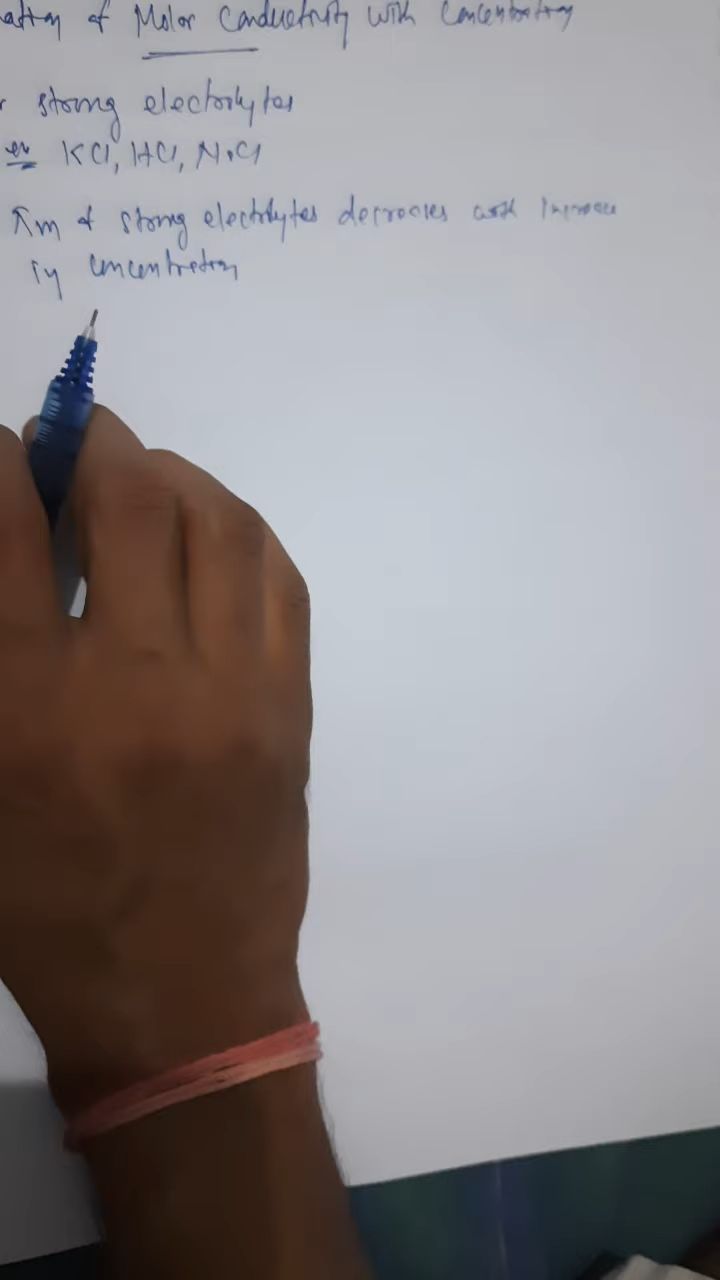 of Molar Conductivity with Concentration
strong electrolytes
ex KCl, HCl, NaCl
λm of strong electrolytes decreases with increase
in concentration